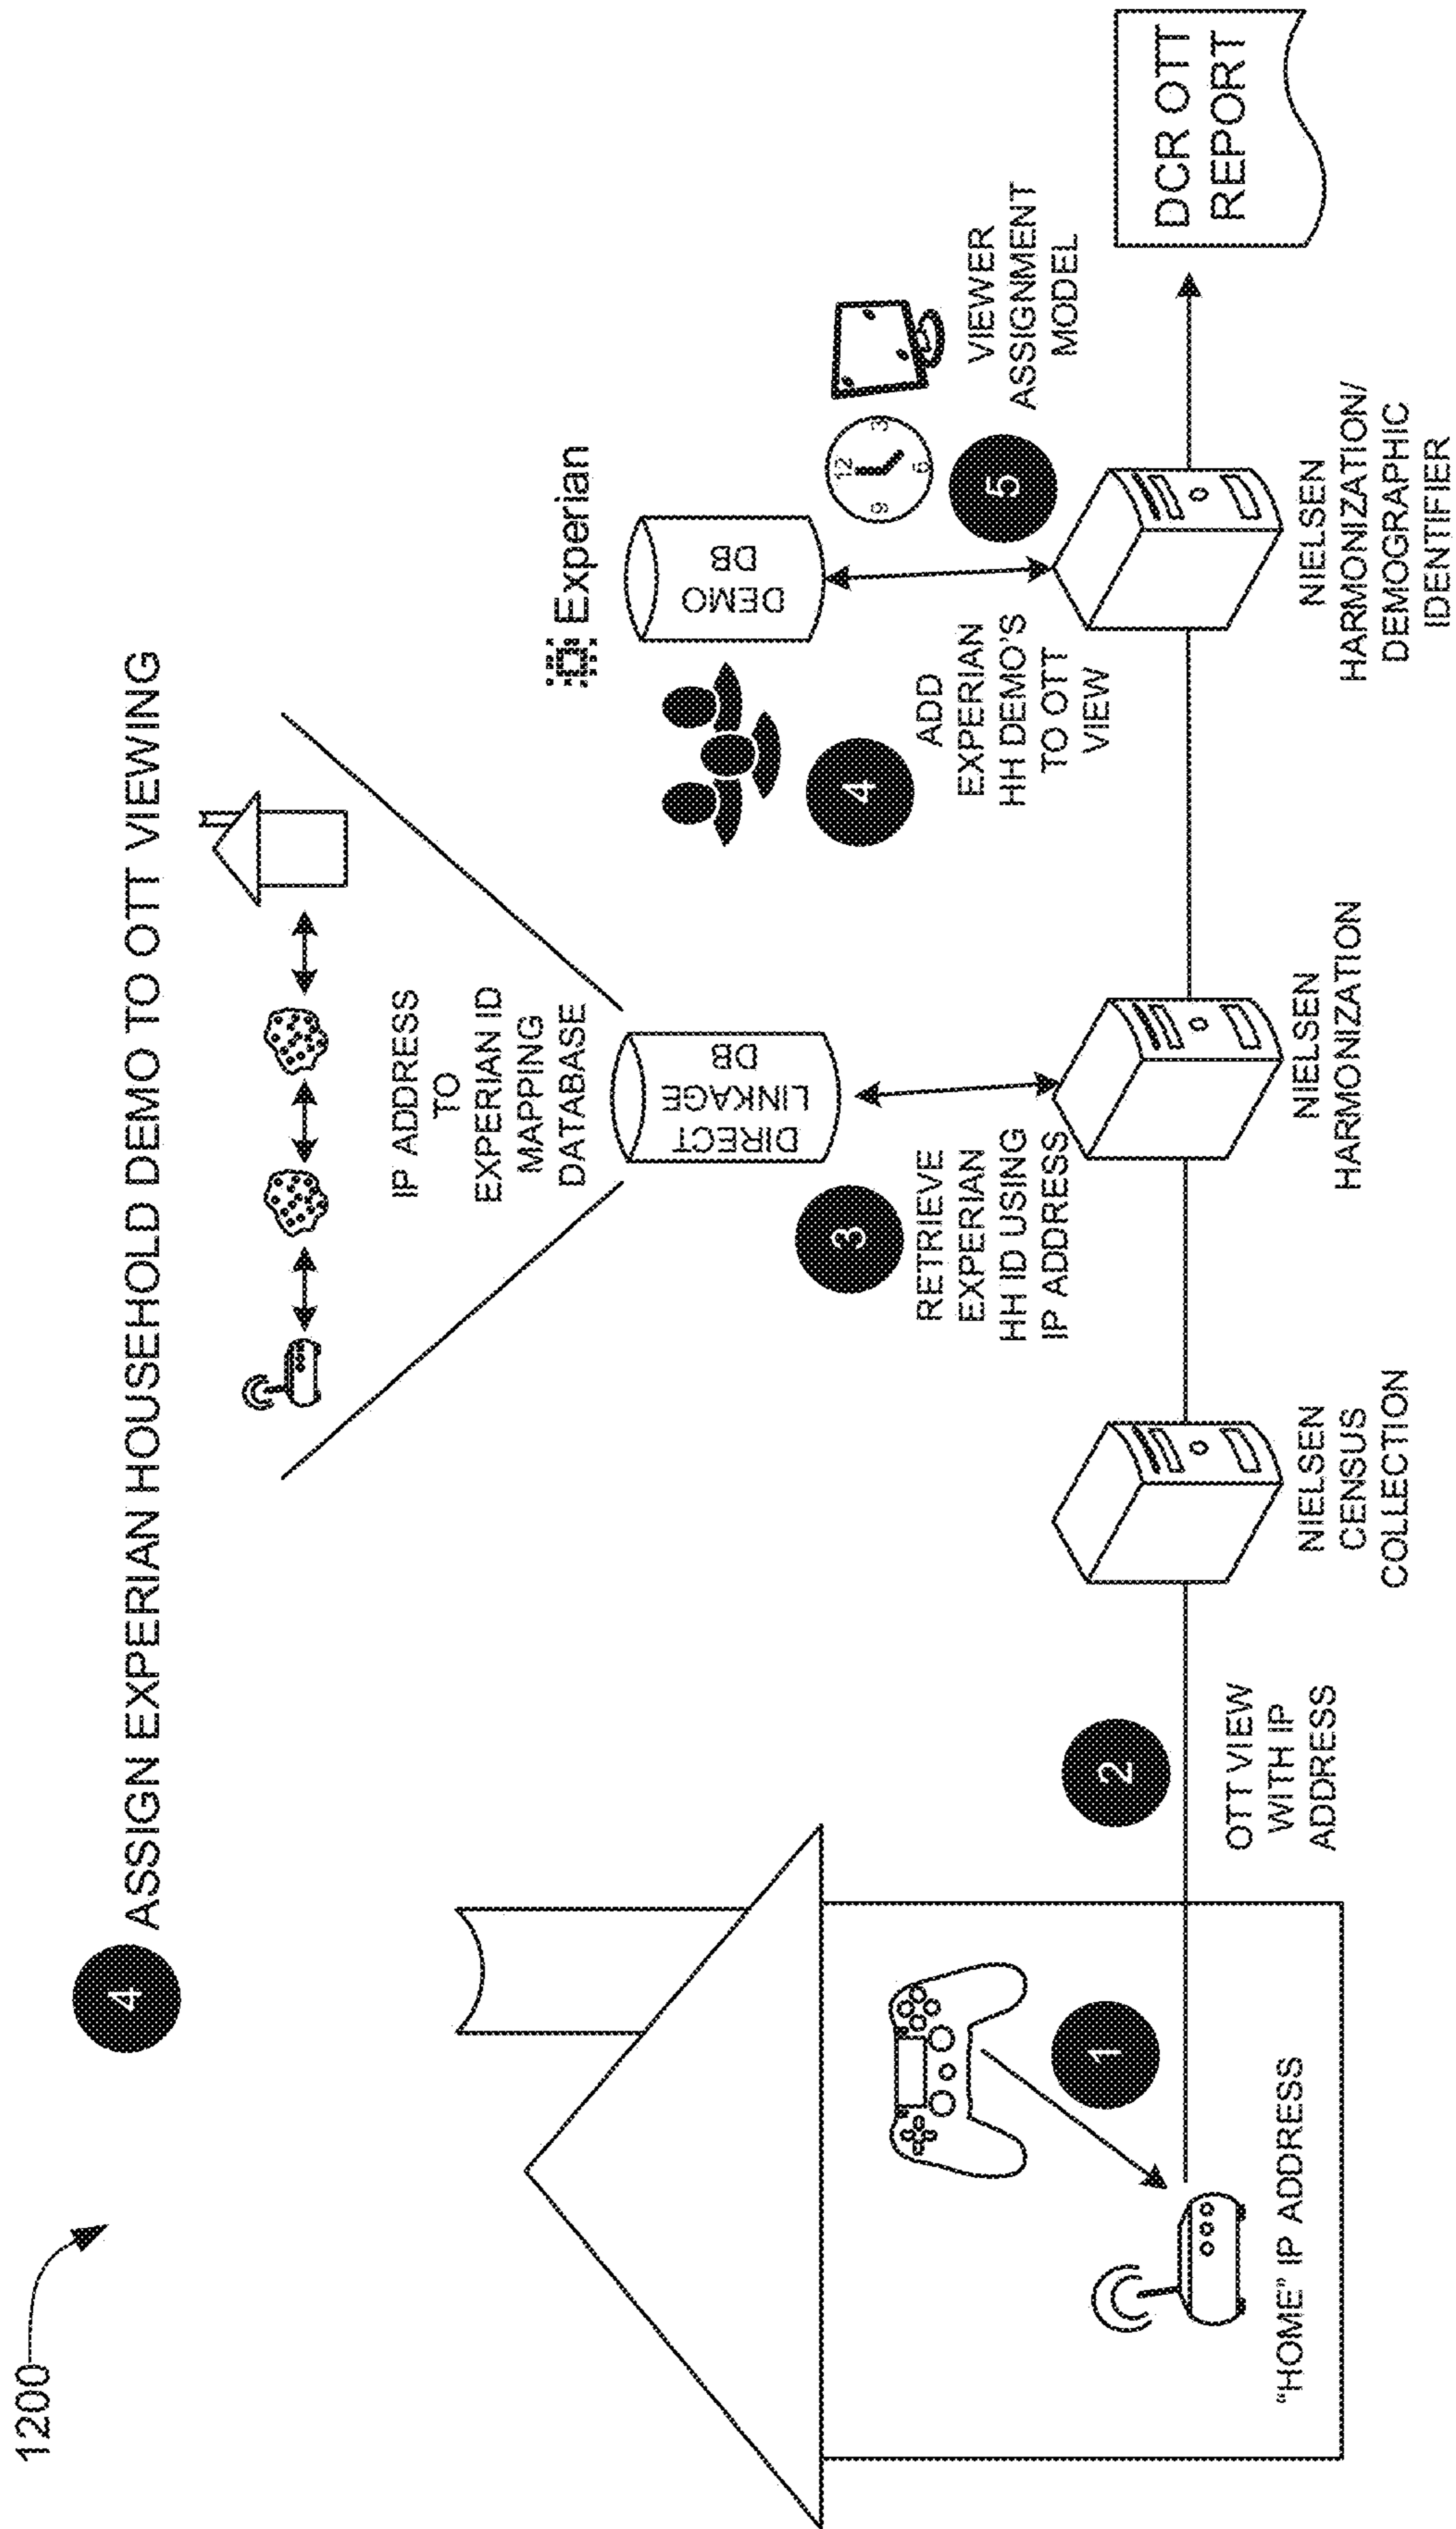 1200
4 ASSIGN EXPERIAN HOUSEHOLD DEMO TO OTT VIEWING
IP ADDRESS
TO
EXPERIAN ID
MAPPING
DATABASE
Experian
DIRECT
LINKAGE
DB
DEMO
DB
3
RETRIEVE
EXPERIAN
HH ID USING
IP ADDRESS
4
ADD
EXPERIAN
HH DEMO'S
TO OTT
VIEW
12
3
6
9
5
VIEWER
ASSIGNMENT
MODEL
1
"HOME" IP ADDRESS
2
OTT VIEW
WITH IP
ADDRESS
NIELSEN
CENSUS
COLLECTION
NIELSEN
HARMONIZATION
NIELSEN
HARMONIZATION/
DEMOGRAPHIC
IDENTIFIER
DCR OTT
REPORT